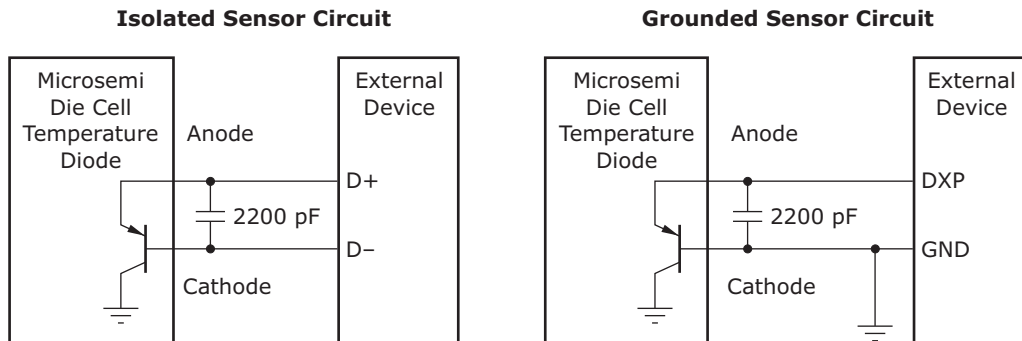 Isolated Sensor Circuit
Microsemi
Die Cell
Temperature
Diode
Anode
External
Device
D+
2200 pF
D−
Cathode
Grounded Sensor Circuit
Microsemi
Die Cell
Temperature
Diode
Anode
External
Device
DXP
2200 pF
GND
Cathode